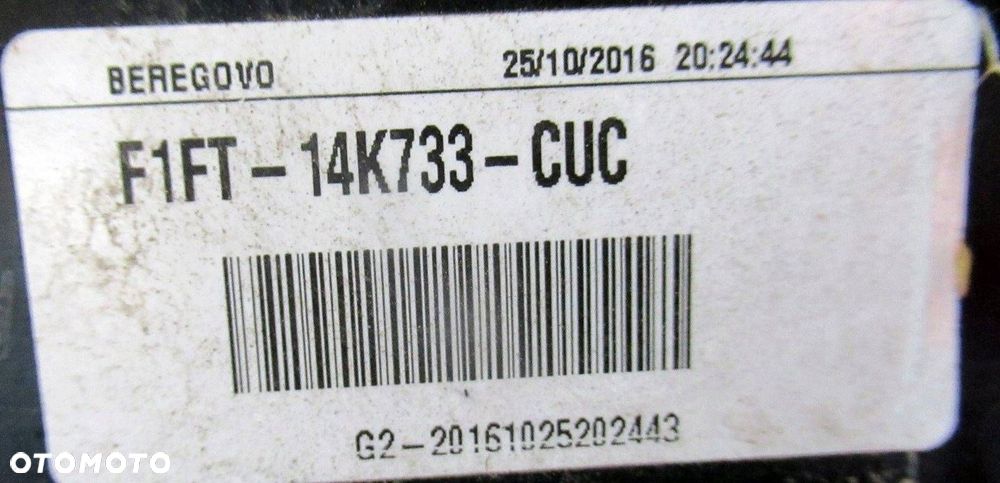 BEREGOVO 25/10/2016 20:24:44
F1FT-14K733-CUC
G2-20161025202443
OTOMOTO